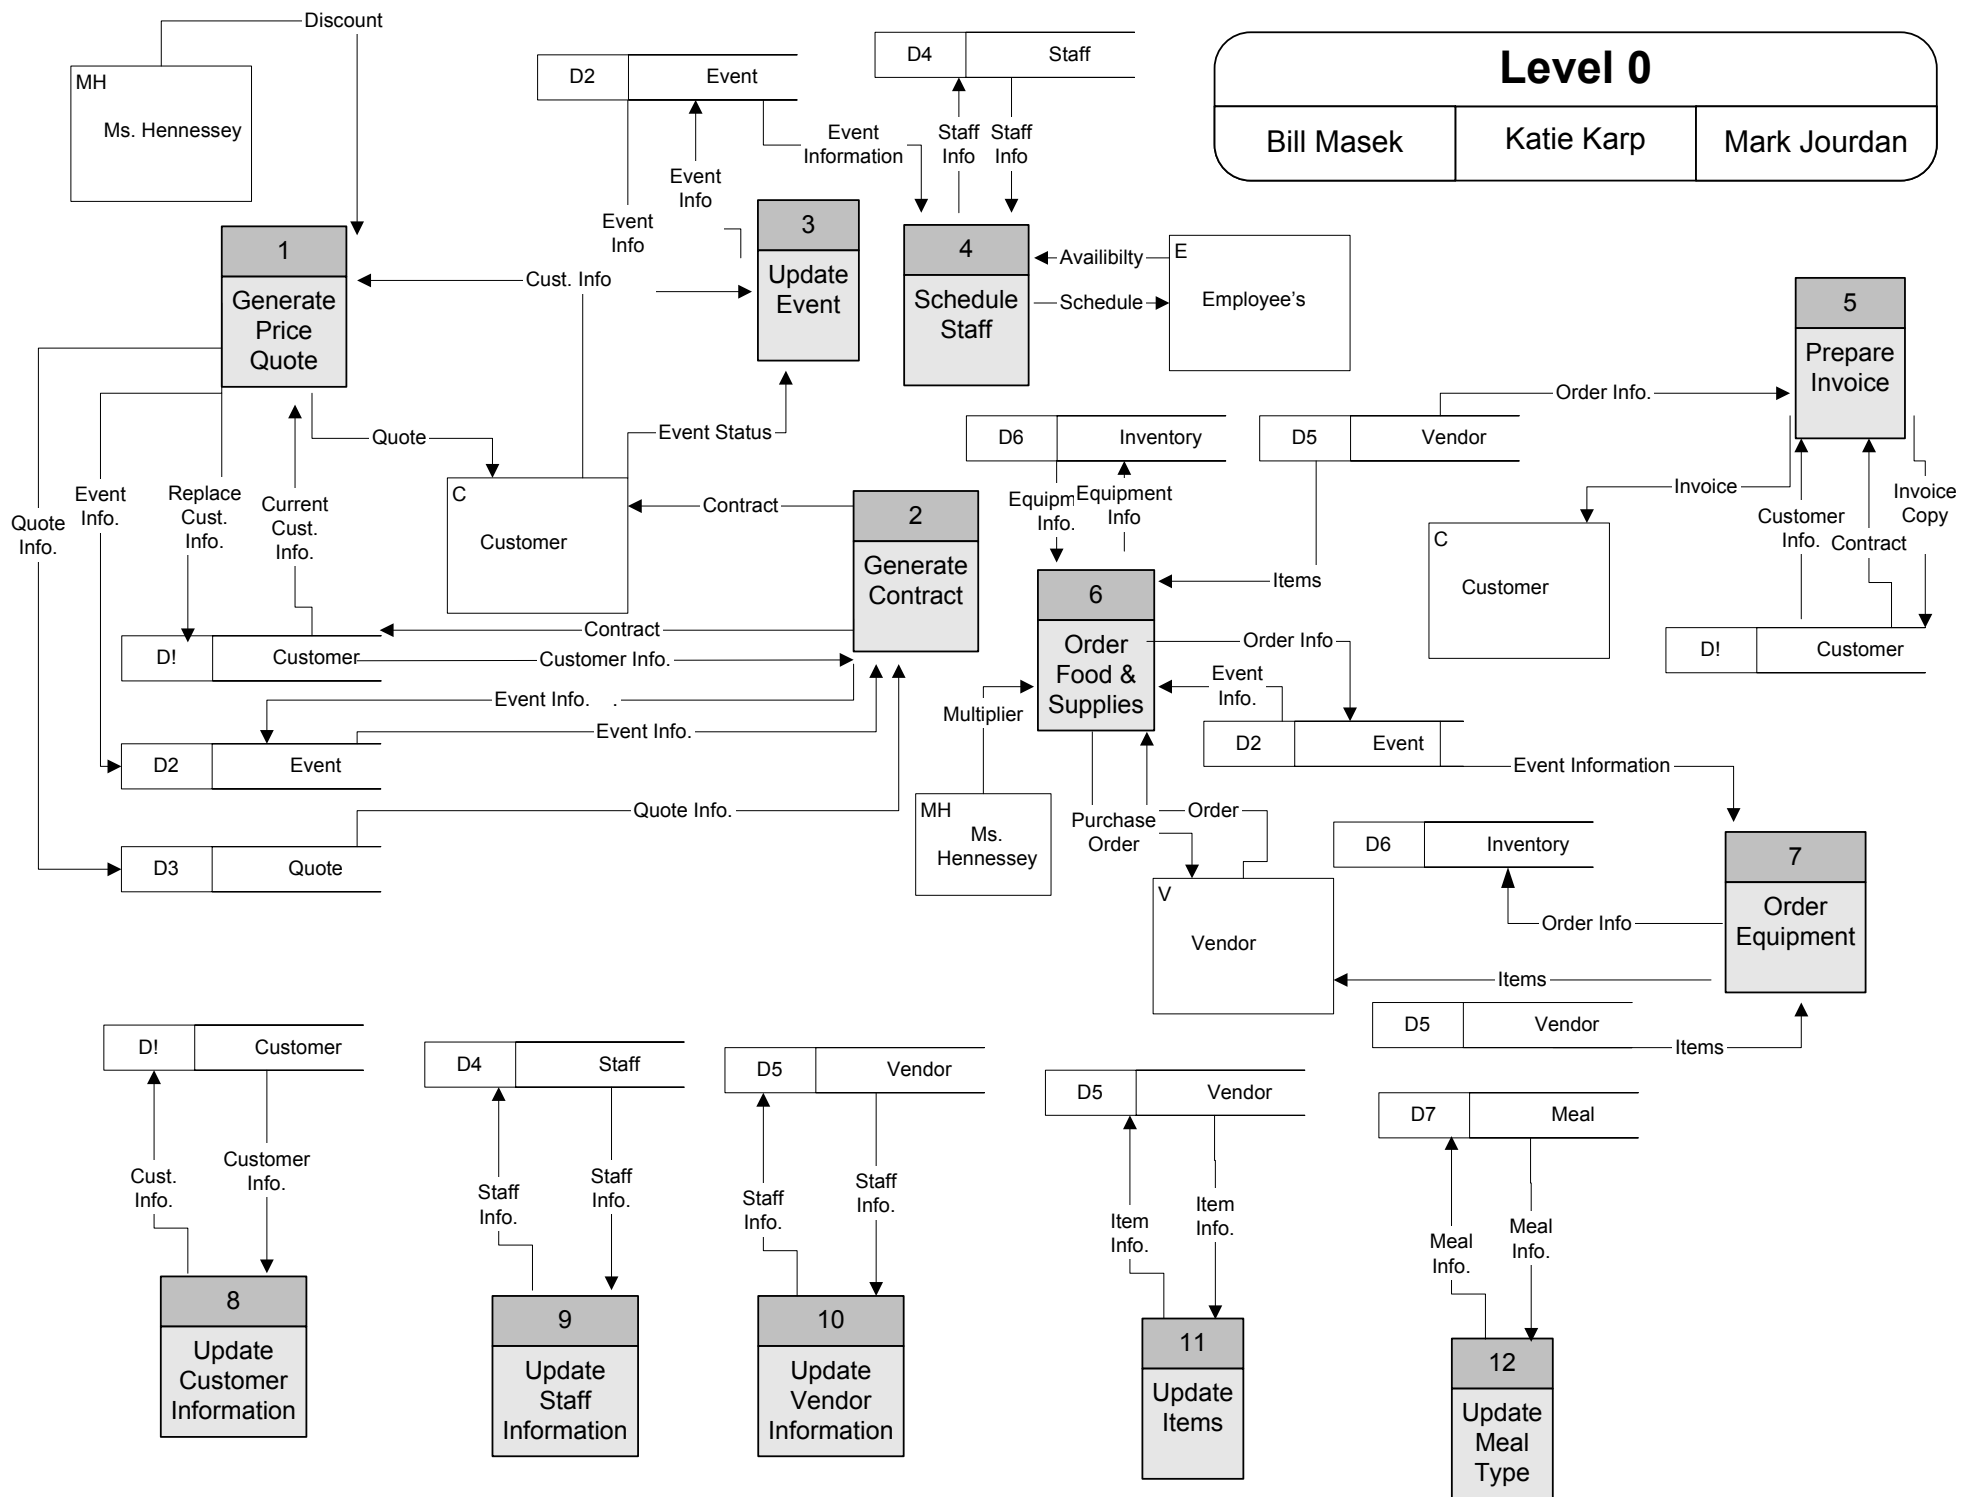 Discount
MH
Ms. Hennessey
D2
Event
D4
Staff
Level 0
Bill Masek
Katie Karp
Mark Jourdan
Event
Information
Staff
Info
Staff
Info
Event
Info
Event
Info
1
Generate
Price
Quote
Cust. Info
3
Update
Event
4
Schedule
Staff
Availibilty
Schedule
E
Employee's
5
Prepare
Invoice
Order Info.
D6
Inventory
D5
Vendor
Quote
Event Status
Quote
Info.
Event
Info.
Replace
Cust.
Info.
Current
Cust.
Info.
C
Customer
Contract
2
Generate
Contract
Equipm
Info.
Equipment
Info
Items
Invoice
C
Customer
Customer
Info.
Contract
Invoice
Copy
D!
Customer
Contract
D!
Customer
Customer Info.
Event Info.
.
Event Info.
D2
Event
Quote Info.
D3
Quote
6
Order
Food &
Supplies
Order Info
Event
Info.
Multiplier
D2
Event
Event Information
MH
Ms.
Hennessey
Purchase
Order
Order
V
Vendor
D6
Inventory
7
Order
Equipment
Order Info
Items
D5
Vendor
Items
D!
Customer
Cust.
Info.
Customer
Info.
8
Update
Customer
Information
D4
Staff
Staff
Info.
Staff
Info.
9
Update
Staff
Information
D5
Vendor
Staff
Info.
Staff
Info.
10
Update
Vendor
Information
D5
Vendor
Item
Info.
Item
Info.
11
Update
Items
D7
Meal
Meal
Info.
Meal
Info.
12
Update
Meal
Type